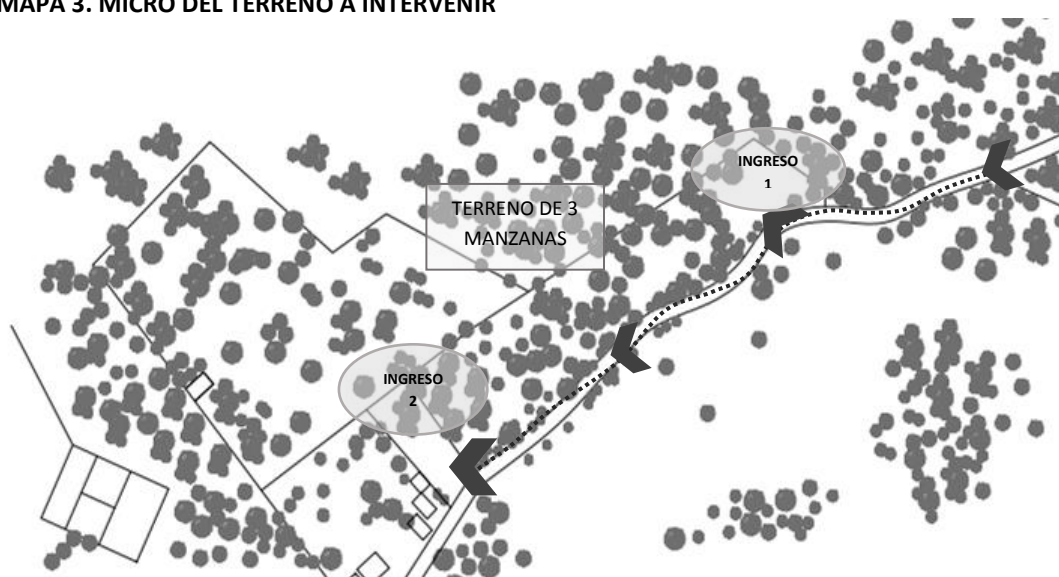 MAPA 3. MICRO DEL TERRENO A INTERVENIR
INGRESO
1
TERRENO DE 3
MANZANAS
INGRESO
2